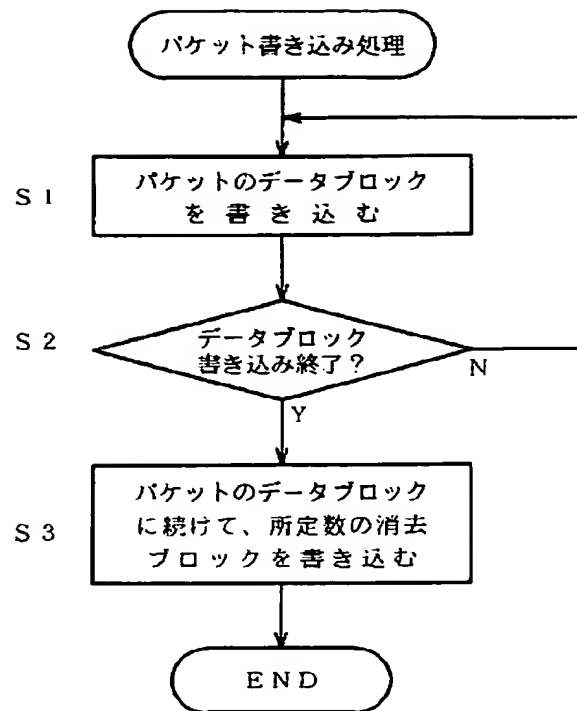 パケット書き込み処理
S1
パケットのデータブロック
を書き込む
S2
データブロック
書き込み終了?
N
Y
S3
パケットのデータブロック
に続けて、所定数の消去
ブロックを書き込む
END